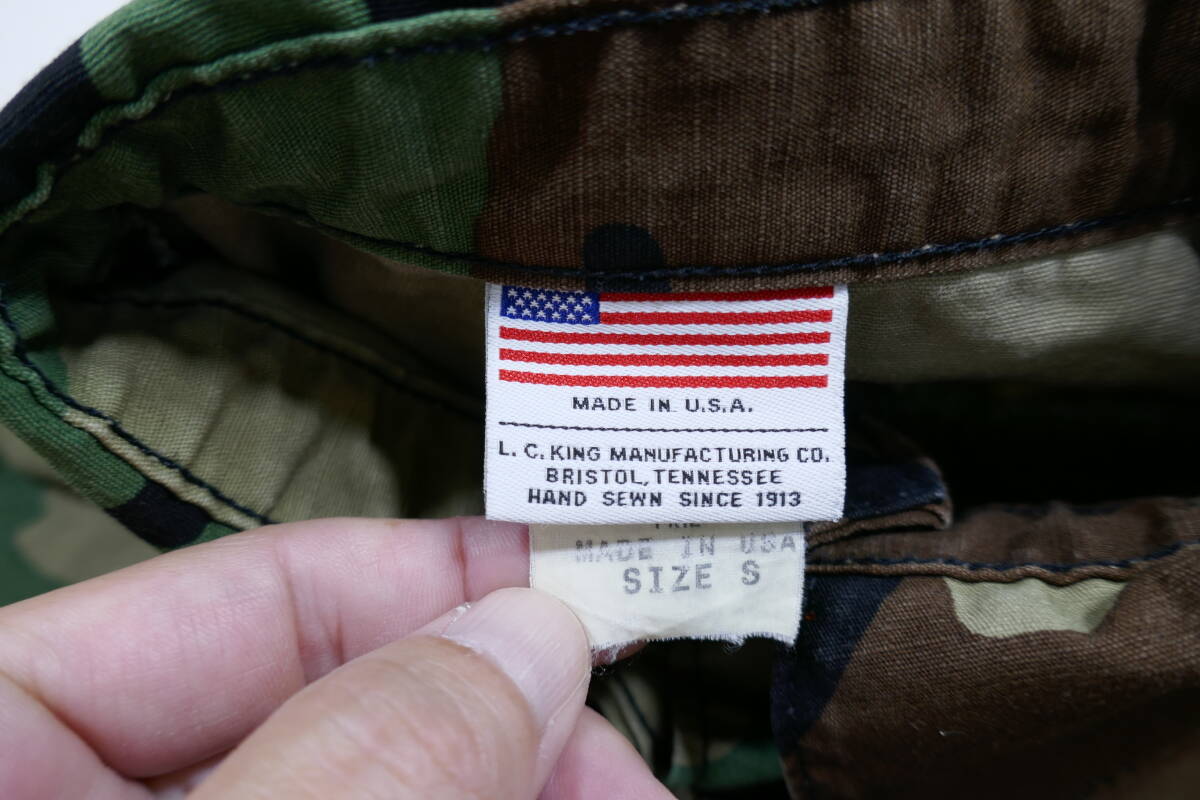 MADE IN U.S.A.
L. C. KING MANUFACTURING CO.
BRISTOL, TENNESSEE
HAND SEWN SINCE 1913
MADE IN USA
SIZE S